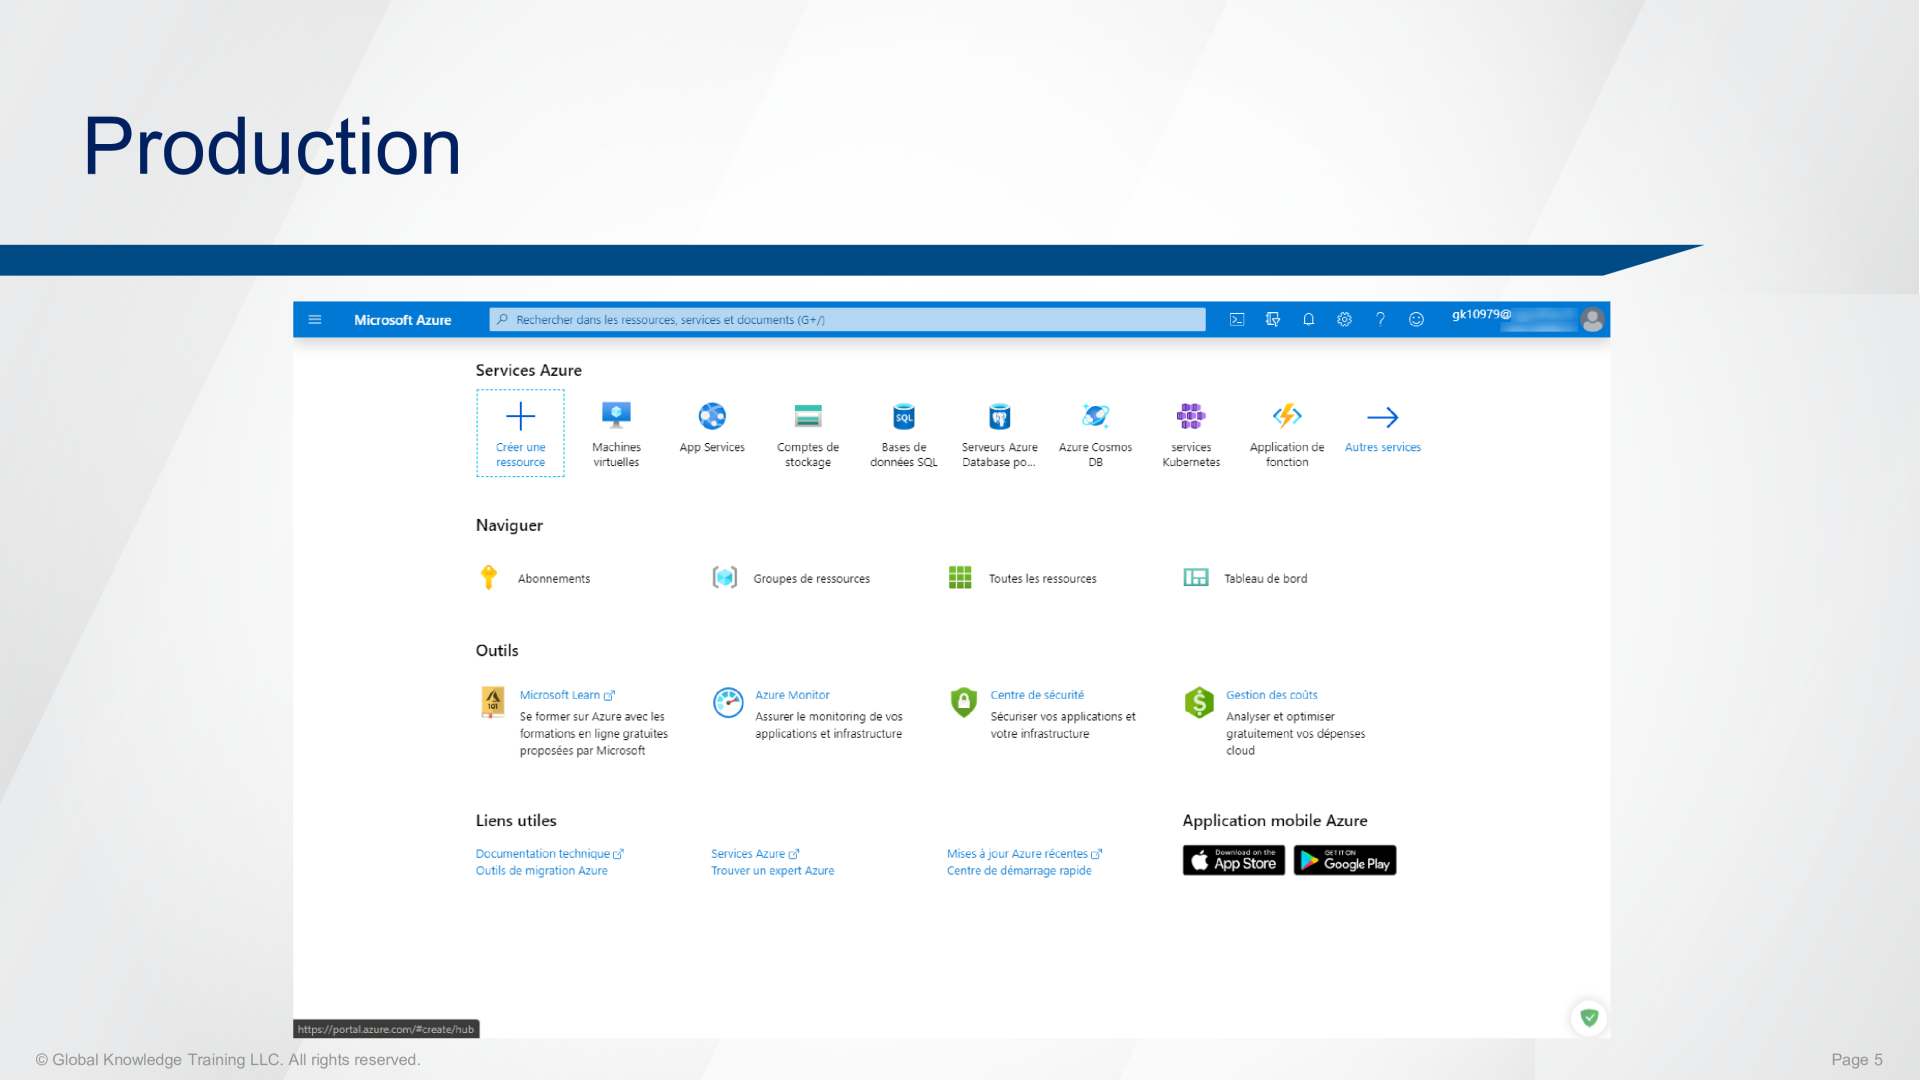 Production
Microsoft Azure
Rechercher dans les ressources, services et documents (G+/)
gk10979@
Services Azure
Créer une
ressource
Machines
virtuelles
App Services
Comptes de
stockage
SQL
Bases de
données SQL
Serveurs Azure
Database po...
Azure Cosmos
DB
services
Kubernetes
Application de
fonction
Autres services
Naviguer
Abonnements
Groupes de ressources
Toutes les ressources
Tableau de bord
Outils
101
Microsoft Learn
Se former sur Azure avec les
formations en ligne gratuites
proposées par Microsoft
Azure Monitor
Assurer le monitoring de vos
applications et infrastructure
Centre de sécurité
Sécuriser vos applications et
votre infrastructure
Gestion des coûts
Analyser et optimiser
gratuitement vos dépenses
cloud
Liens utiles
Documentation technique
Outils de migration Azure
Services Azure
Trouver un expert Azure
Mises à jour Azure récentes
Centre de démarrage rapide
Application mobile Azure
Download on the
App Store
GET IT ON
Google Play
https://portal.azure.com/#create/hub
© Global Knowledge Training LLC. All rights reserved.
Page 5